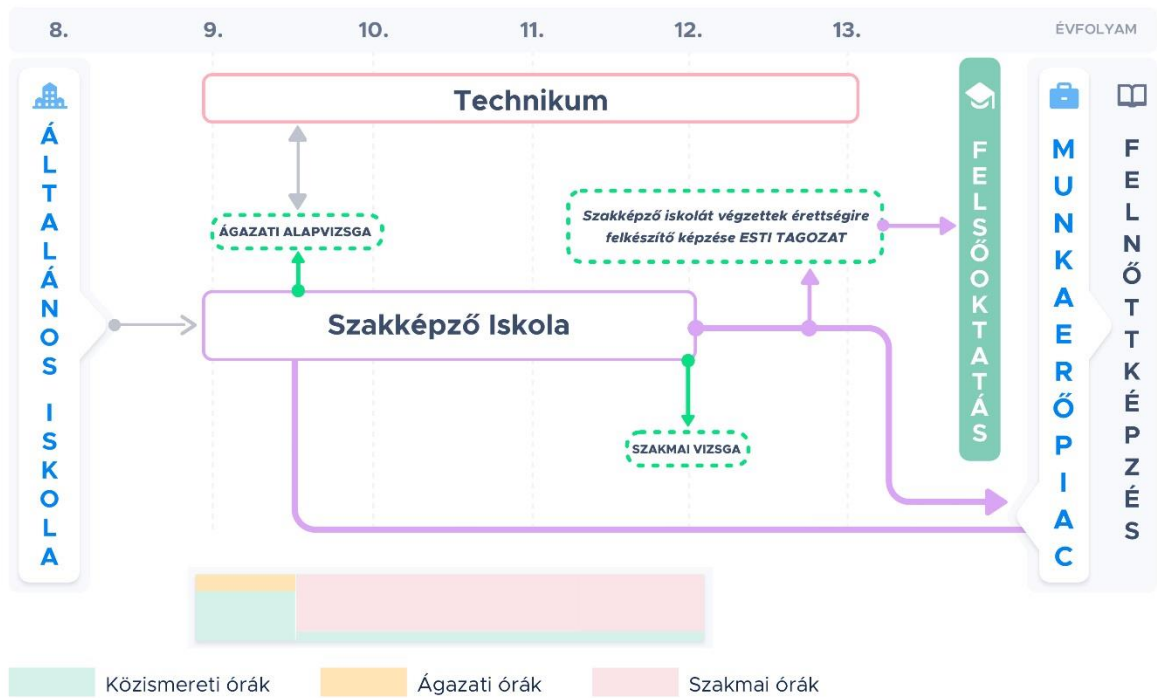 8. 9. 10. 11. 12. 13. ÉVFOLYAM
ÁLTALÁNOS ISKOLA
Technikum
ÁGAZATI ALAPVIZSGA
Szakképző iskolát végzettek érettségire
felkészítő képzése ESTI TAGOZAT
Szakképző Iskola
SZAKMAI VIZSGA
FELSŐOKTATÁS
MUNKAERŐPIAC
FELNŐTTKÉPZÉS
Közismereti órák
Ágazati órák
Szakmai órák